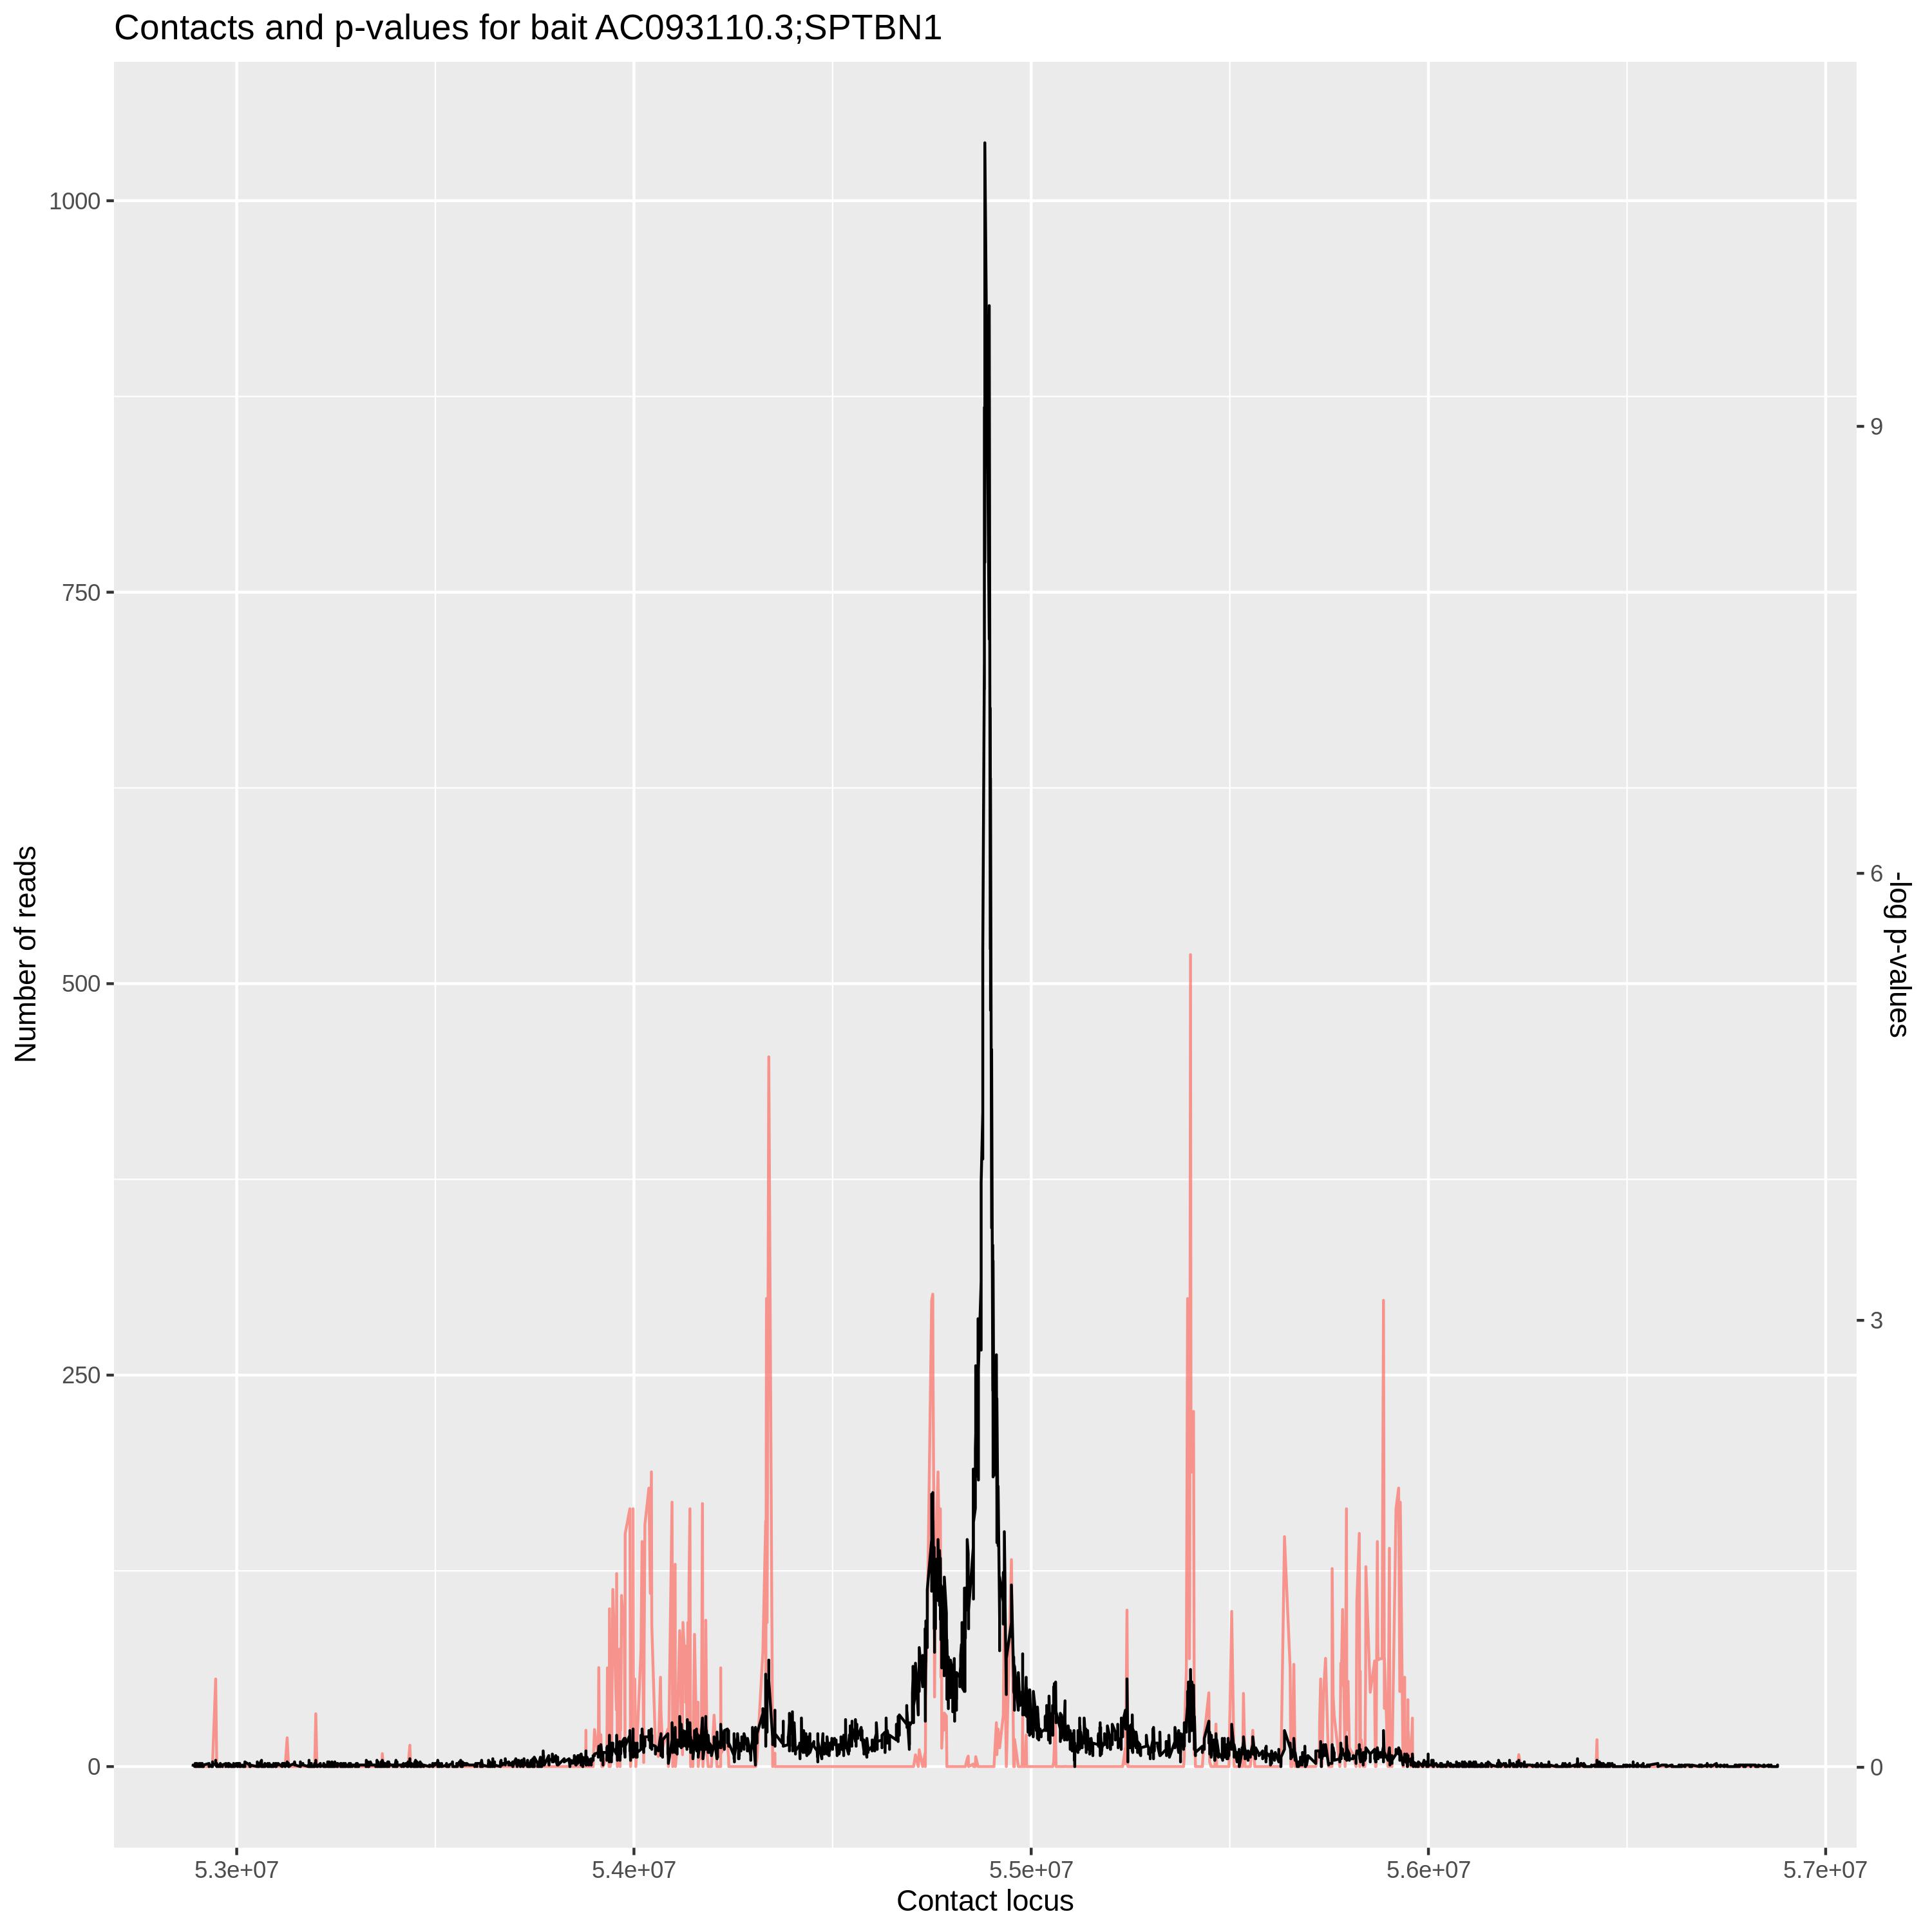 Contacts and p-values for bait AC093110.3;SPTBN1
1000
750
500
250
0
Number of reads
9
6
3
0
-log p-values
5.3e+07
5.4e+07
5.5e+07
5.6e+07
5.7e+07
Contact locus